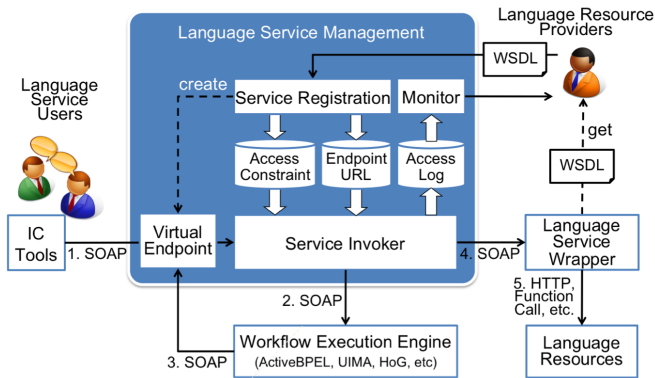 Language Service Management
Language Resource
Providers
WSDL
Language
Service
Users
create
Service Registration
Monitor
get
Access
Constraint
Endpoint
URL
Access
Log
WSDL
IC
Tools
1. SOAP
Virtual
Endpoint
Service Invoker
4. SOAP
Language
Service
Wrapper
2. SOAP
5. HTTP,
Function
Call, etc.
3. SOAP
Workflow Execution Engine
(ActiveBPEL, UIMA, HoG, etc)
Language
Resources